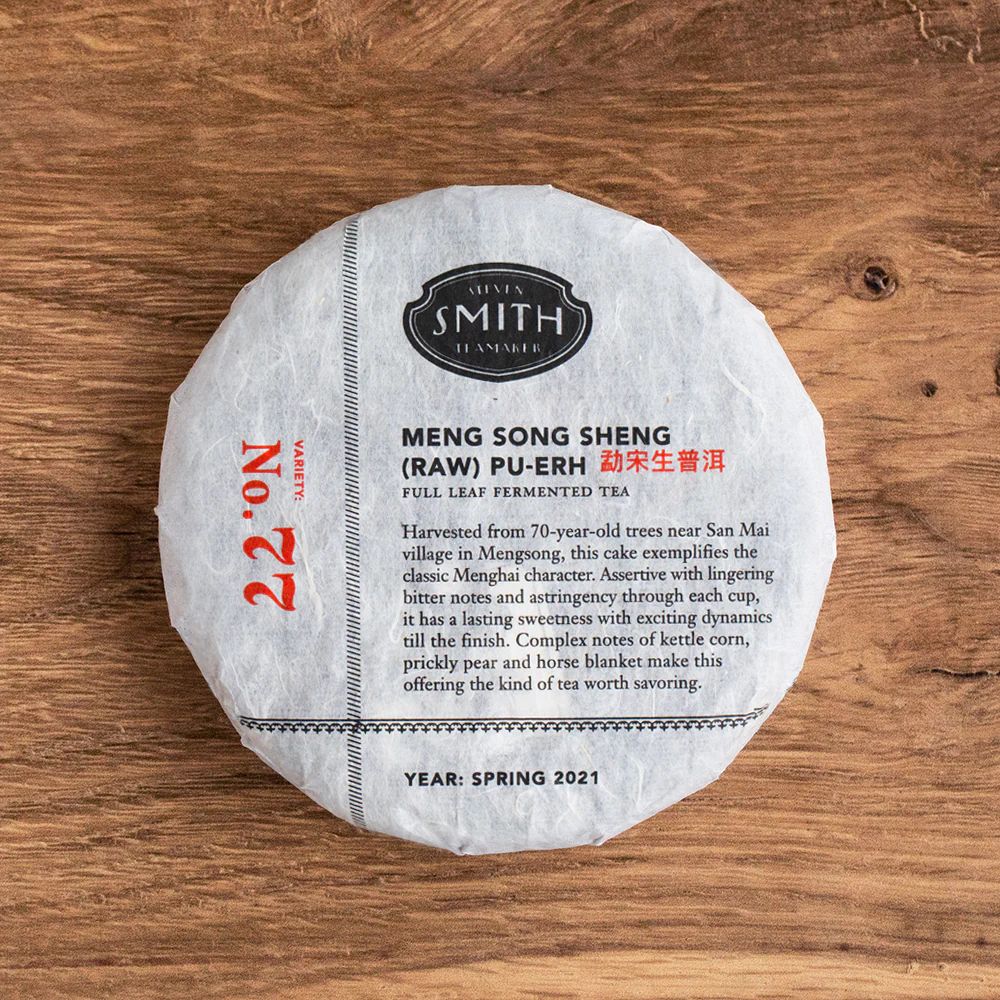 STEVEN
SMITH
TEAMAKER
MENG SONG SHENG
(RAW) PU-ERH 勐宋生普洱
FULL LEAF FERMENTED TEA
Harvested from 70-year-old trees near San Mai
village in Mengsong, this cake exemplifies the
classic Menghai character. Assertive with lingering
bitter notes and astringency through each cup,
it has a lasting sweetness with exciting dynamics
till the finish. Complex notes of kettle corn,
prickly pear and horse blanket make this
offering the kind of tea worth savoring.
YEAR: SPRING 2021
VARIETY:
No. 22